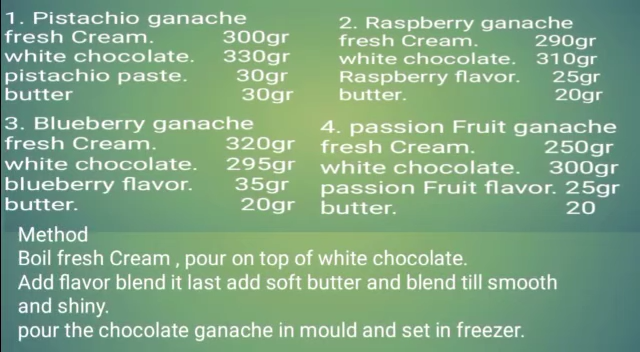 1. Pistachio ganache
fresh Cream. 300gr
white chocolate. 330gr
pistachio paste. 30gr
butter 30gr
2. Raspberry ganache
fresh Cream. 290gr
white chocolate. 310gr
Raspberry flavor. 25gr
butter. 20gr
3. Blueberry ganache
fresh Cream. 320gr
white chocolate. 295gr
blueberry flavor. 35gr
butter. 20gr
4. passion Fruit ganache
fresh Cream. 250gr
white chocolate. 300gr
passion Fruit flavor. 25gr
butter. 20
Method
Boil fresh Cream , pour on top of white chocolate.
Add flavor blend it last add soft butter and blend till smooth
and shiny.
pour the chocolate ganache in mould and set in freezer.